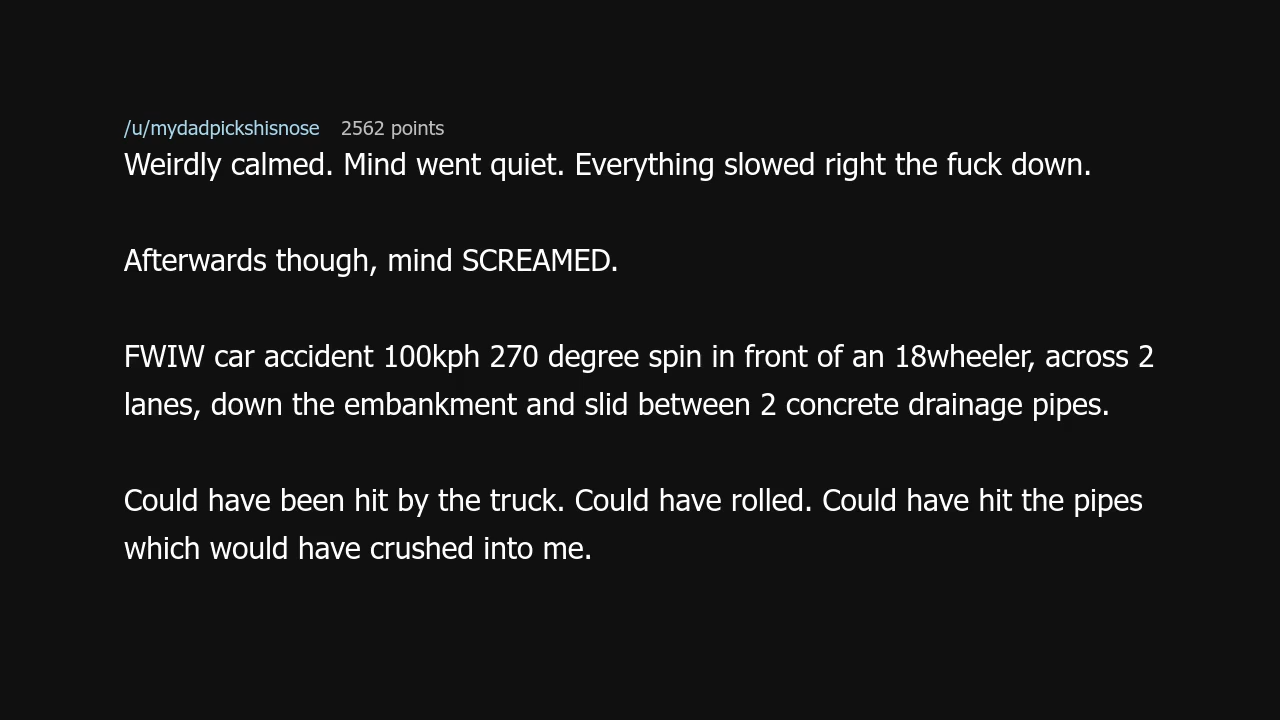 /u/mydadpickshisnose 2562 points
Weirdly calmed. Mind went quiet. Everything slowed right the fuck down.
Afterwards though, mind SCREAMED.
FWIW car accident 100kph 270 degree spin in front of an 18wheeler, across 2
lanes, down the embankment and slid between 2 concrete drainage pipes.
Could have been hit by the truck. Could have rolled. Could have hit the pipes
which would have crushed into me.